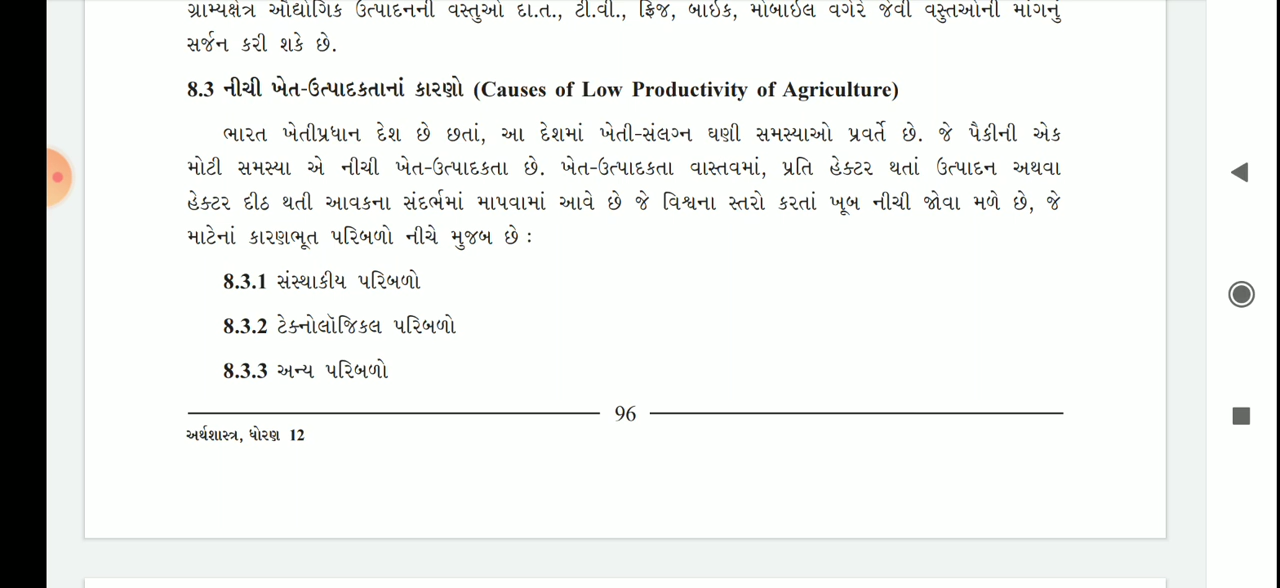 ગ્રામ્યક્ષેત્ર ઔદ્યોગિક ઉત્પાદનની વસ્તુઓ દા.ત., ટી.વી., ફ્રિજ, બાઈક, મોબાઈલ વગેરે જેવી વસ્તુઓની માંગનું
સર્જન કરી શકે છે.
8.3 નીચી ખેત-ઉત્પાદકતાનાં કારણો (Causes of Low Productivity of Agriculture)
ભારત ખેતીપ્રધાન દેશ છે છતાં, આ દેશમાં ખેતી-સંલગ્ન ઘણી સમસ્યાઓ પ્રવર્તે છે. જે પૈકીની એક
મોટી સમસ્યા એ નીચી ખેત-ઉત્પાદકતા છે. ખેત-ઉત્પાદકતા વાસ્તવમાં, પ્રતિ હેક્ટર થતાં ઉત્પાદન અથવા
હેક્ટર દીઠ થતી આવકના સંદર્ભમાં માપવામાં આવે છે જે વિશ્વના સ્તરો કરતાં ખૂબ નીચી જોવા મળે છે, જે
માટેનાં કારણભૂત પરિબળો નીચે મુજબ છે :
8.3.1 સંસ્થાકીય પરિબળો
8.3.2 ટેક્નોલૉજિકલ પરિબળો
8.3.3 અન્ય પરિબળો
96
અર્થશાસ્ત્ર, ધોરણ 12